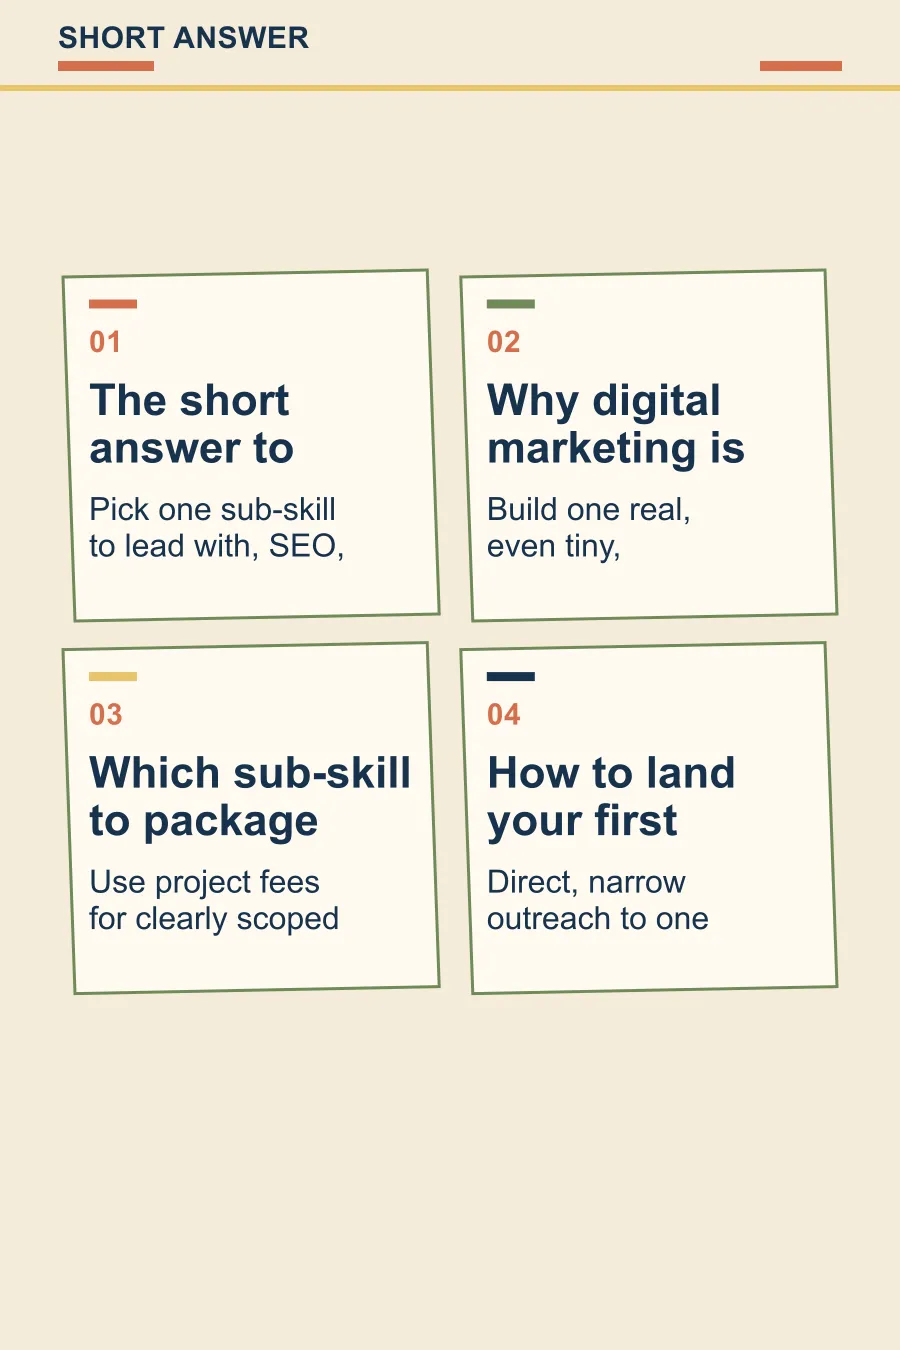 SHORT ANSWER
01
The short
answer to
Pick one sub-skill
to lead with, SEO,
02
Why digital
marketing is
Build one real,
even tiny,
03
Which sub-skill
to package
Use project fees
for clearly scoped
04
How to land
your first
Direct, narrow
outreach to one